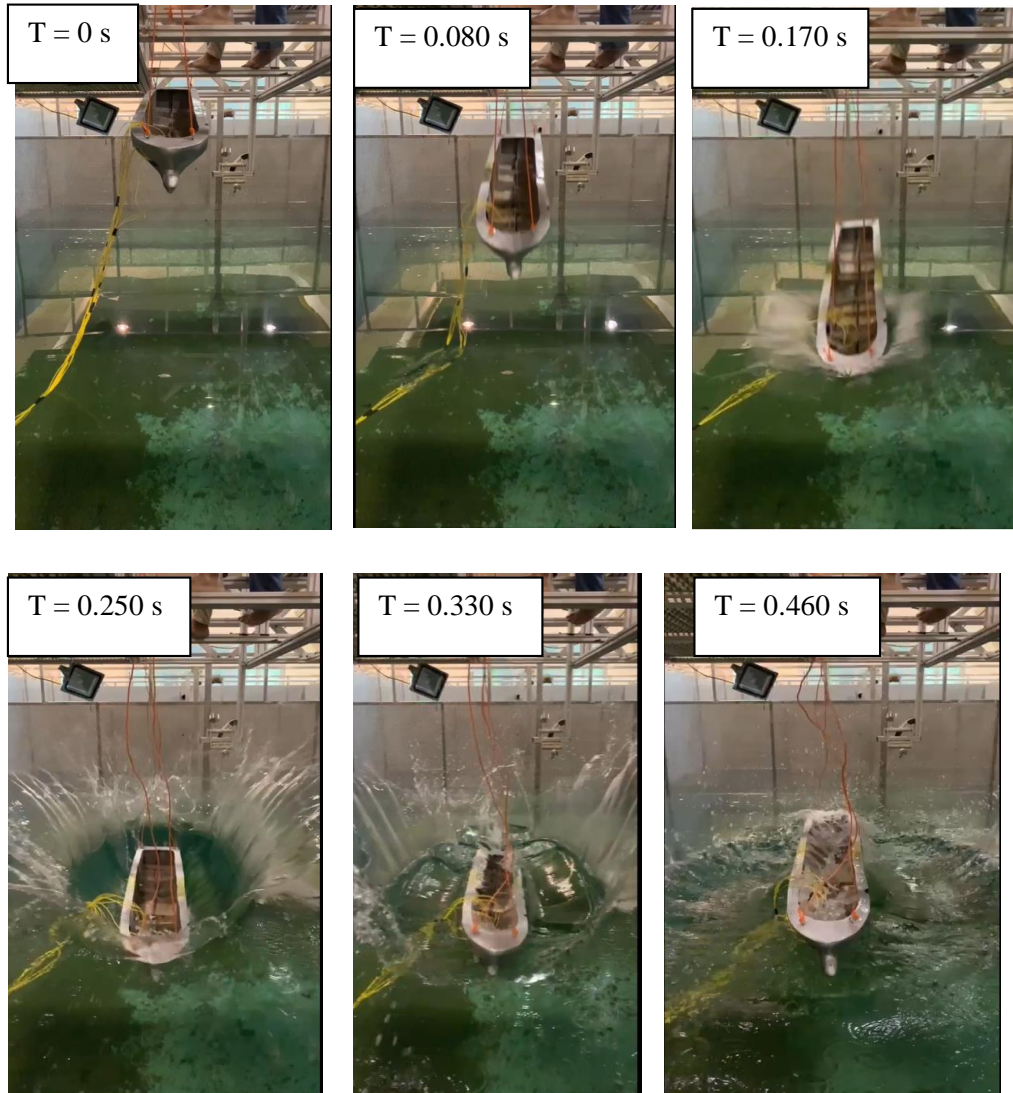 T = 0 s
T = 0.080 s
T = 0.170 s
T = 0.250 s
T = 0.330 s
T = 0.460 s